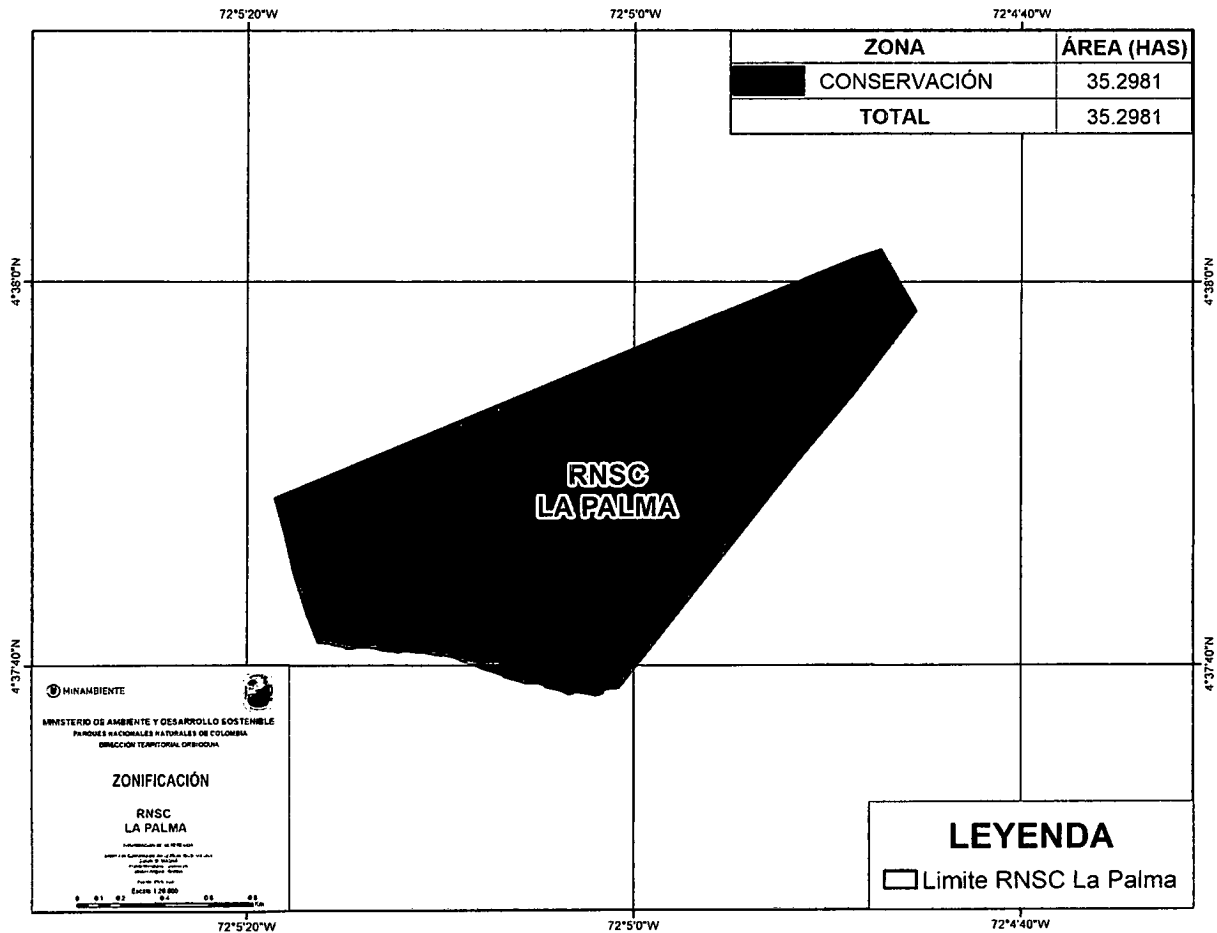 72°5'20"W 72°5'0"W 72°4'40"W
ZONA ÁREA (HAS)
CONSERVACIÓN 35.2981
TOTAL 35.2981
4°38'0"N 4°38'0"N
RNSC
LA PALMA
4°37'40"N 4°37'40"N
MINAMBIENTE
MINISTERIO DE AMBIENTE Y DESARROLLO SOSTENIBLE
PARQUES NACIONALES NATURALES DE COLOMBIA
DIRECCIÓN TERRITORIAL ORINOQUIA
ZONIFICACIÓN
RNSC
LA PALMA
Escala
LEYENDA
Limite RNSC La Palma
72°5'20"W 72°5'0"W 72°4'40"W